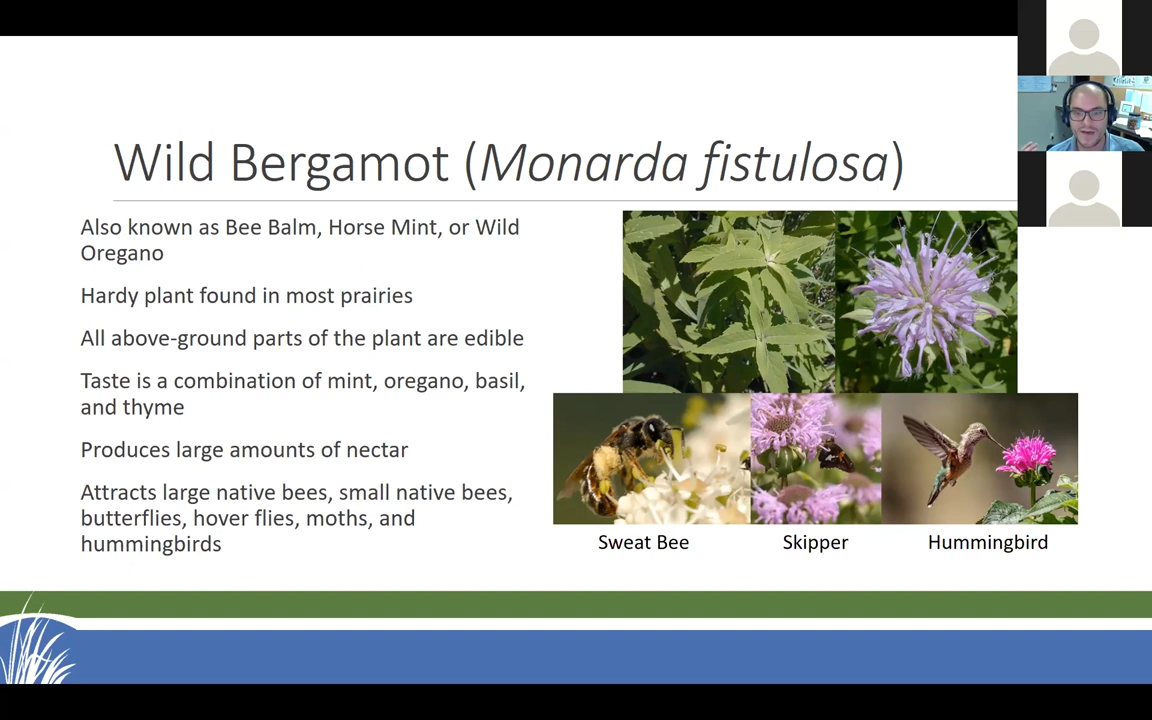 Wild Bergamot (Monarda fistulosa)
Also known as Bee Balm, Horse Mint, or Wild
Oregano
Hardy plant found in most prairies
All above-ground parts of the plant are edible
Taste is a combination of mint, oregano, basil,
and thyme
Produces large amounts of nectar
Attracts large native bees, small native bees,
butterflies, hover flies, moths, and
hummingbirds
Sweat Bee
Skipper
Hummingbird